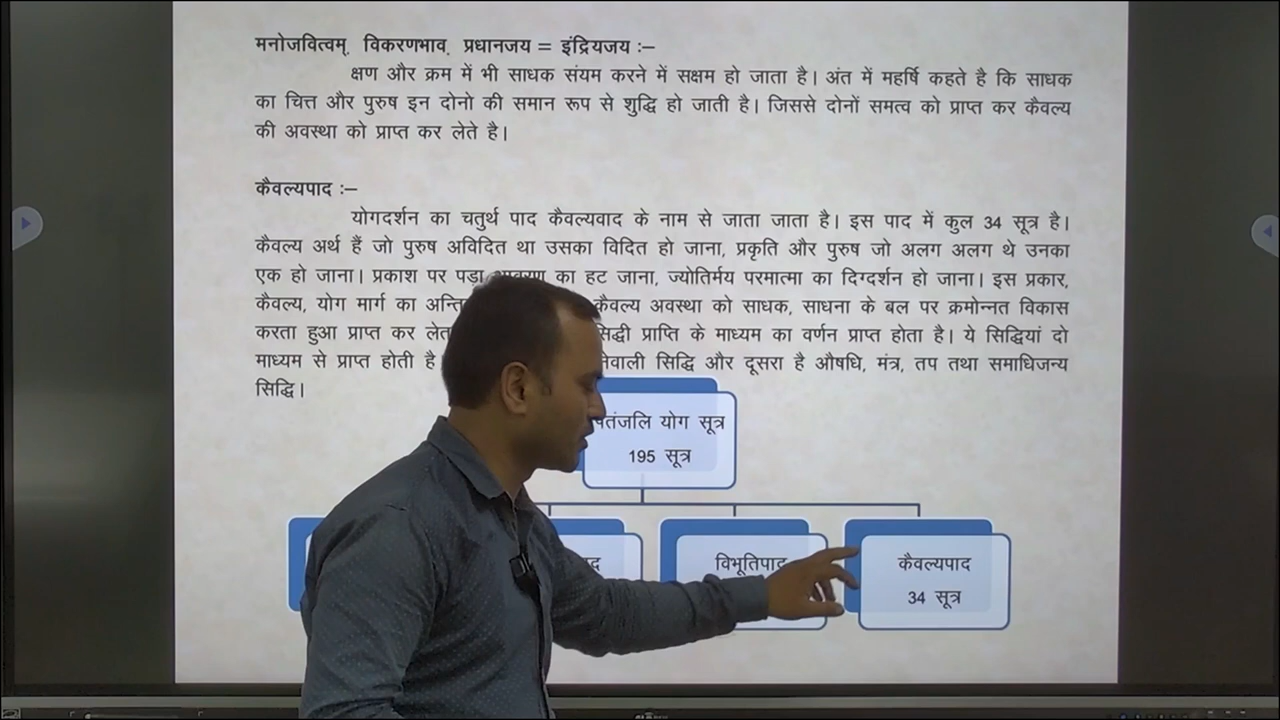 मनोजवित्वम्, विकरणभाव, प्रधानजय = इंद्रियजय :–
क्षण और क्रम में भी साधक संयम करने में सक्षम हो जाता है। अंत में महर्षि कहते है कि साधक
का चित्त और पुरुष इन दोनो की समान रूप से शुद्धि हो जाती है। जिससे दोनों समत्व को प्राप्त कर कैवल्य
की अवस्था को प्राप्त कर लेते है।
कैवल्यपाद :–
योगदर्शन का चतुर्थ पाद कैवल्यवाद के नाम से जाता जाता है। इस पाद में कुल 34 सूत्र है।
कैवल्य अर्थ हैं जो पुरुष अविदित था उसका विदित हो जाना, प्रकृति और पुरुष जो अलग अलग थे उनका
एक हो जाना। प्रकाश पर पड़ा का हट जाना, ज्योतिर्मय परमात्मा का दिग्दर्शन हो जाना। इस प्रकार,
कैवल्य, योग मार्ग का कैवल्य अवस्था को साधक, साधना के बल पर क्रमोन्नत विकास
करता हुआ प्राप्त कर सिद्धी प्राप्ति के माध्यम का वर्णन प्राप्त होता है। ये सिद्धियां दो
माध्यम से प्राप्त होती है सिद्धि और दूसरा है औषधि, मंत्र, तप तथा समाधिजन्य
सिद्धि।
पतंजलि योग सूत्र
195 सूत्र
विभूतिपाद
कैवल्यपाद
34 सूत्र